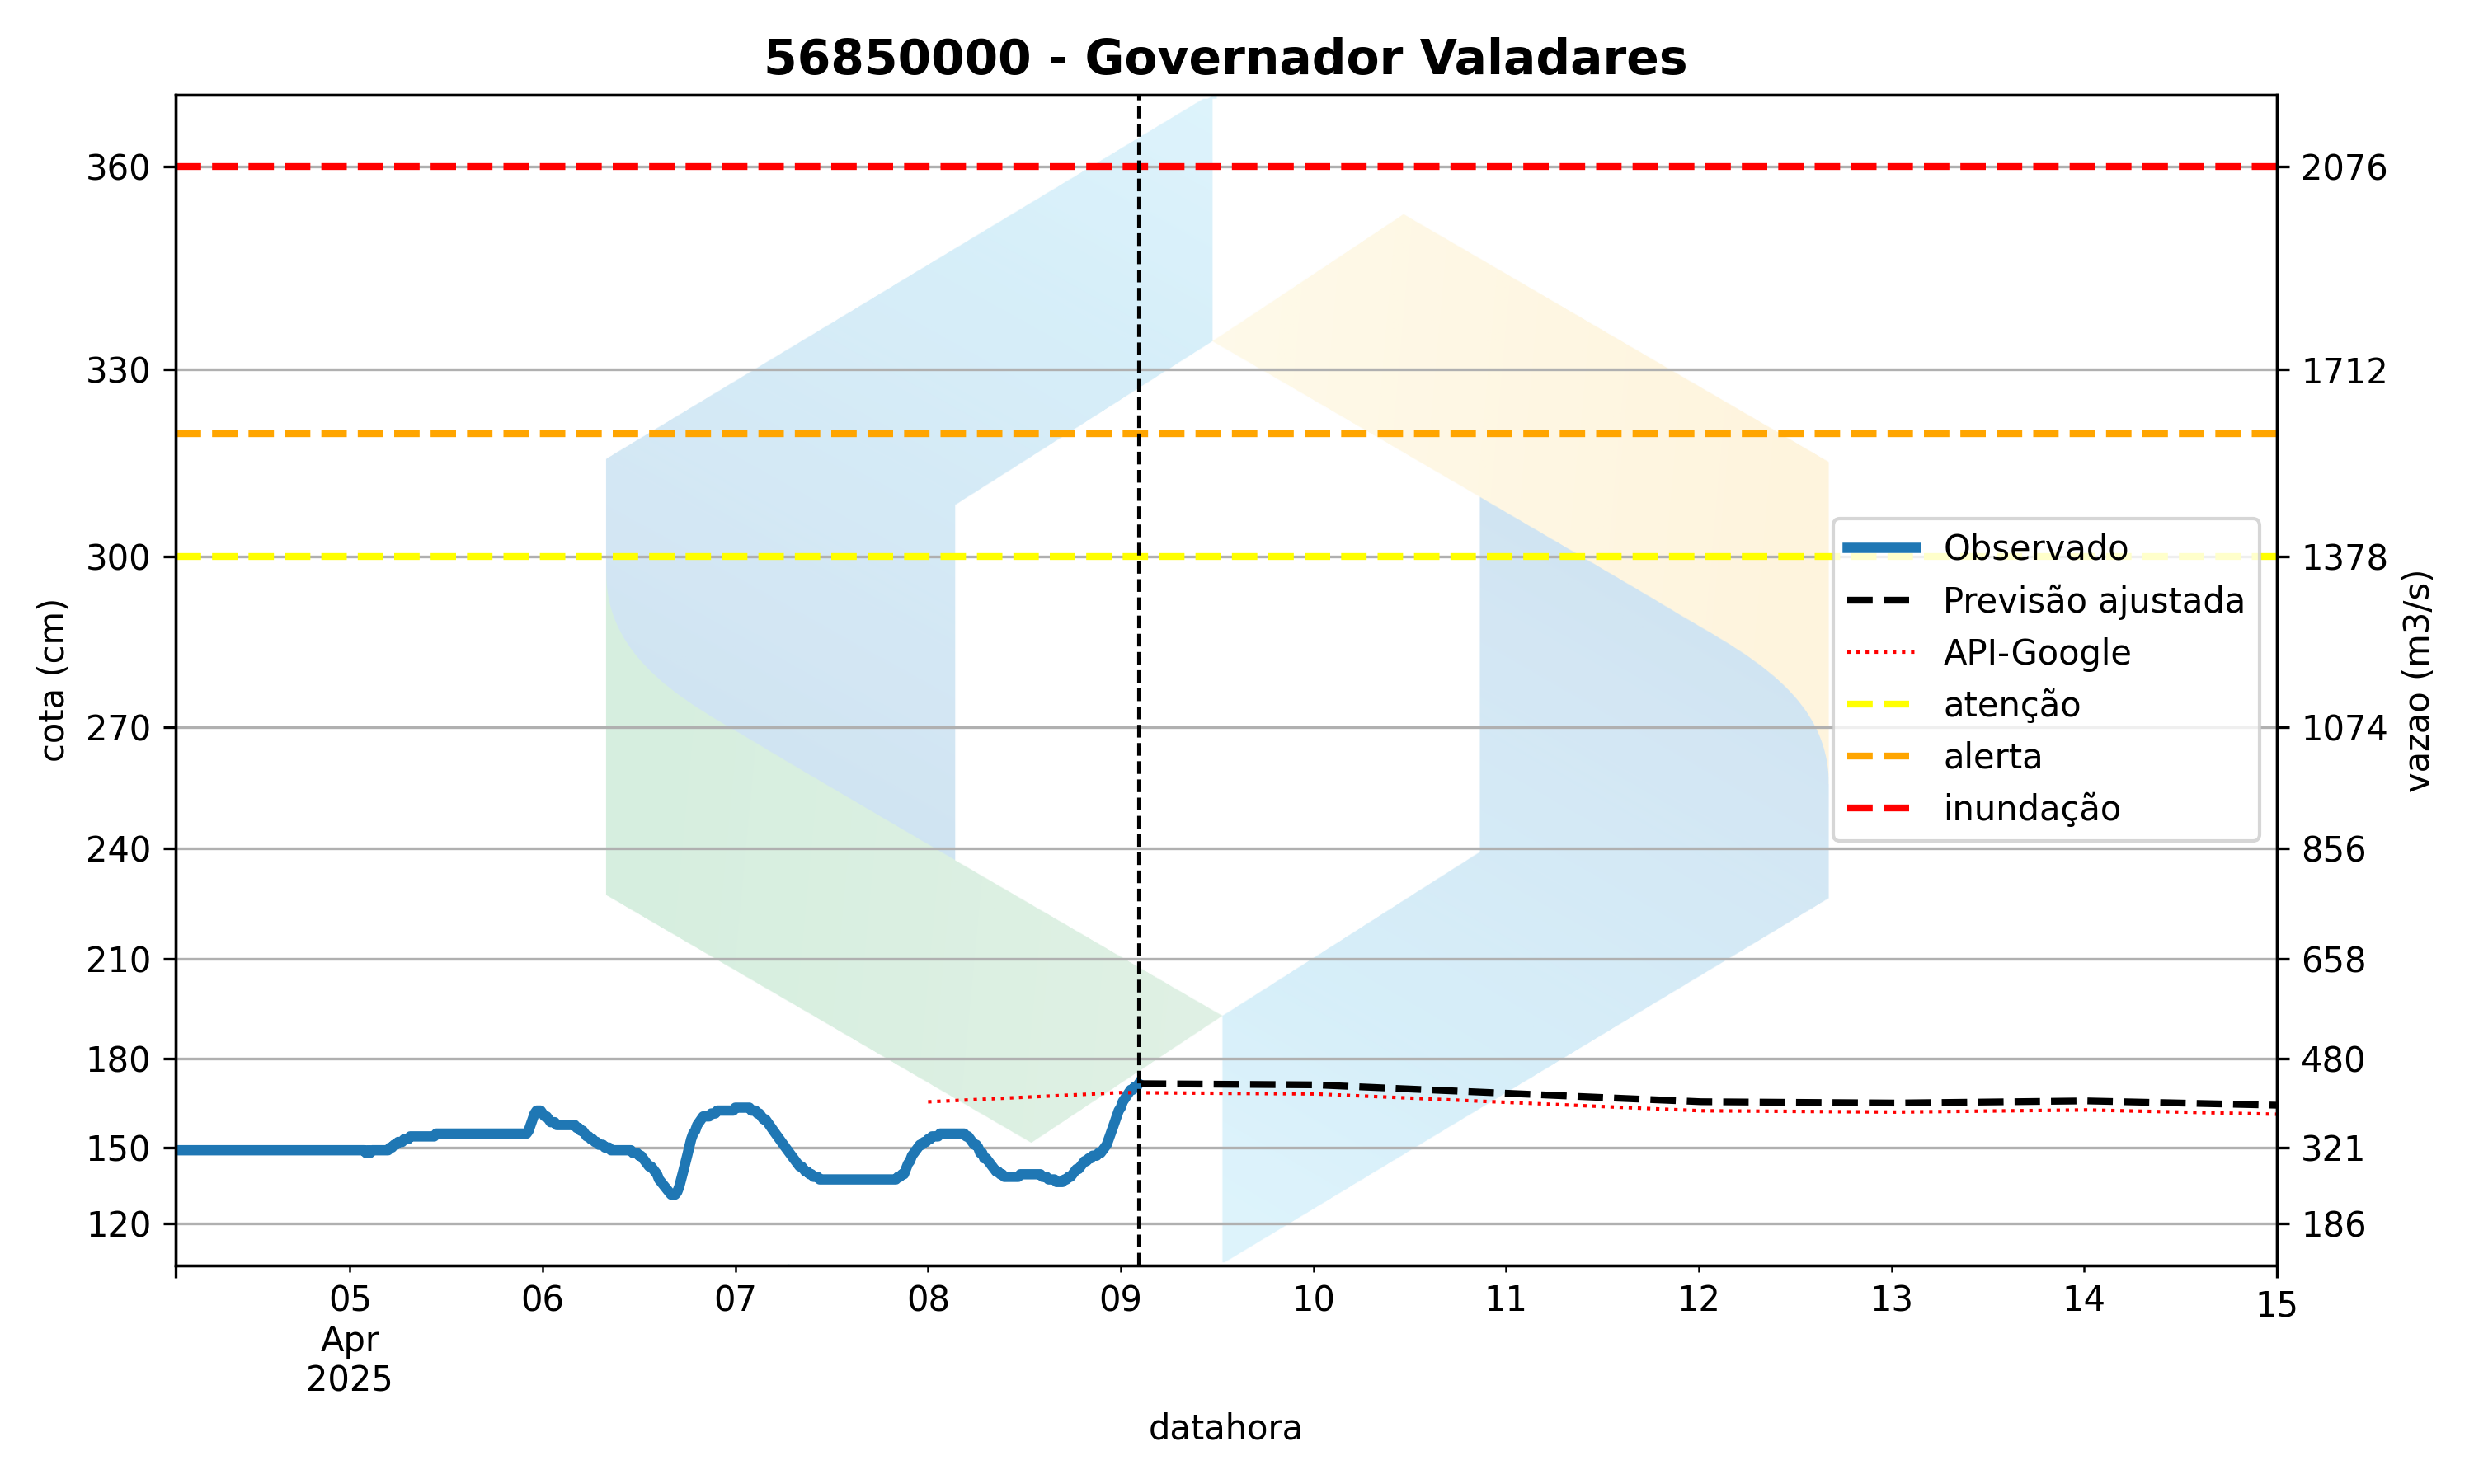 56850000 - Governador Valadares
cota (cm)
360
330
300
270
240
210
180
150
120
2076
1712
1378
1074
856
658
480
321
186
vazao (m3/s)
Observado
Previsão ajustada
API-Google
atenção
alerta
inundação
05 06 07 08 09 10 11 12 13 14 15
Apr
2025
datahora